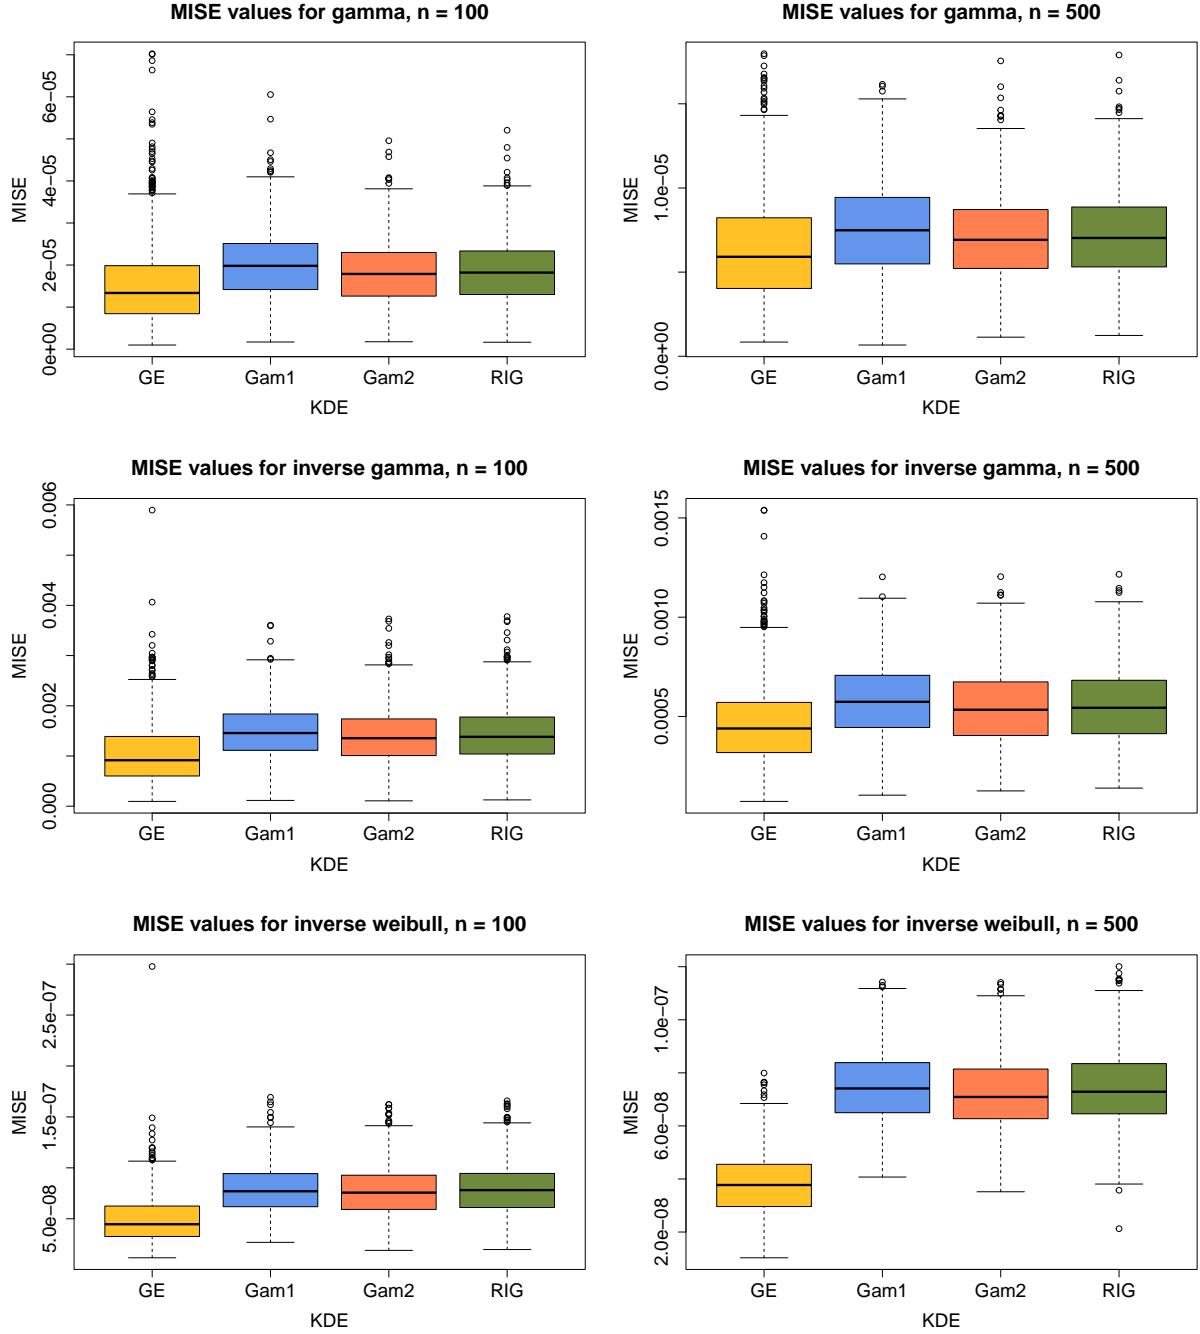 MISE values for gamma, n = 100
MISE
0e+00
2e-05
4e-05
6e-05
GE Gam1 Gam2 RIG
KDE
MISE values for gamma, n = 500
MISE
0.0e+00
1.0e-05
GE Gam1 Gam2 RIG
KDE
MISE values for inverse gamma, n = 100
MISE
0.000
0.002
0.004
0.006
GE Gam1 Gam2 RIG
KDE
MISE values for inverse gamma, n = 500
MISE
0.0005
0.0010
0.0015
GE Gam1 Gam2 RIG
KDE
MISE values for inverse weibull, n = 100
MISE
5.0e-08
1.5e-07
2.5e-07
GE Gam1 Gam2 RIG
KDE
MISE values for inverse weibull, n = 500
MISE
2.0e-08
6.0e-08
1.0e-07
GE Gam1 Gam2 RIG
KDE